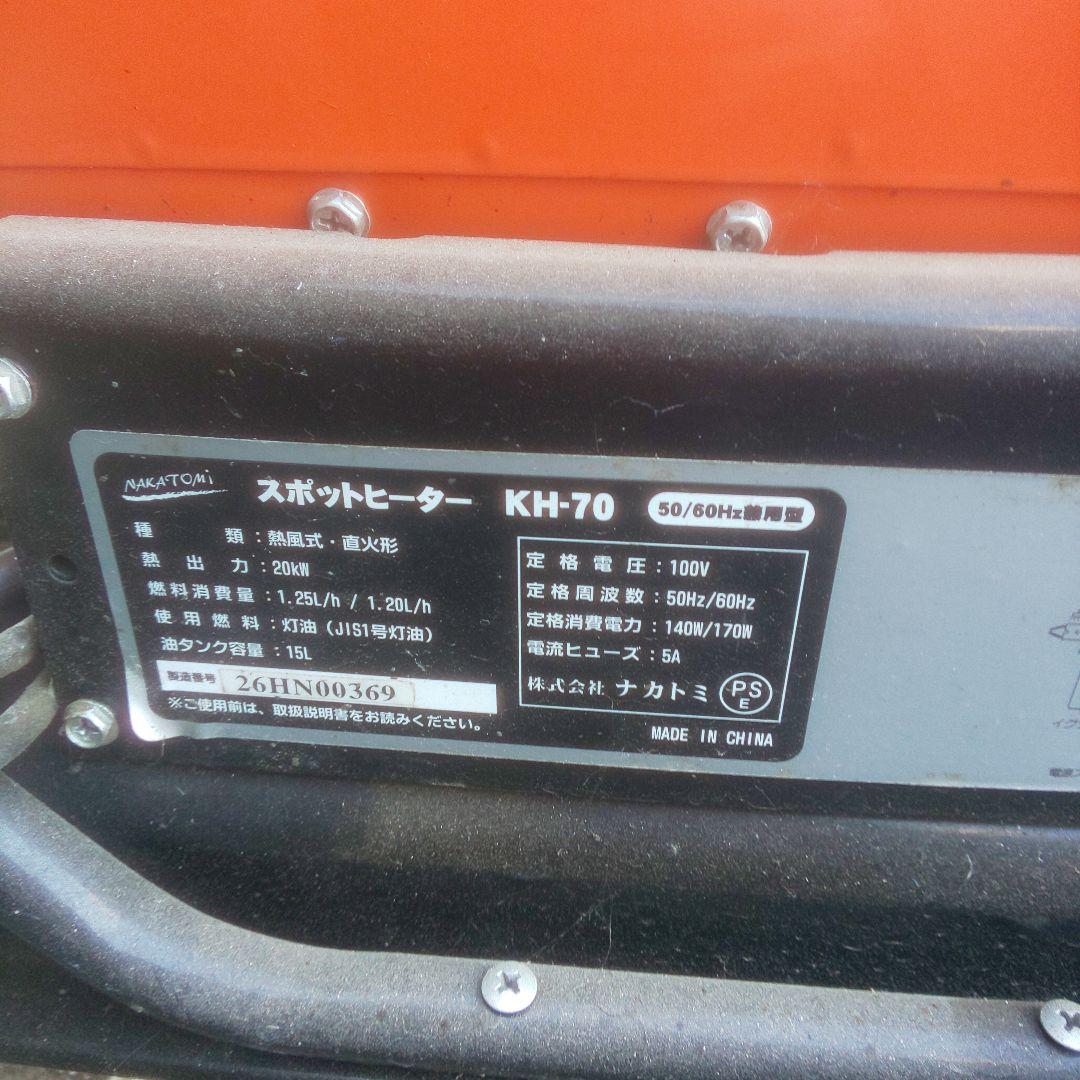 NAKATOMI スポットヒーター KH-70 50/60Hz兼用型
種類：熱風式・直火形
熱出力：20kW
燃料消費量：1.25L/h / 1.20L/h
使用燃料：灯油（JIS1号灯油）
油タンク容量：15L
製造番号 26HN00369
※ご使用前は、取扱説明書をお読みください。
定格電圧：100V
定格周波数：50Hz/60Hz
定格消費電力：140W/170W
電流ヒューズ：5A
株式会社 ナカトミ PSE
MADE IN CHINA